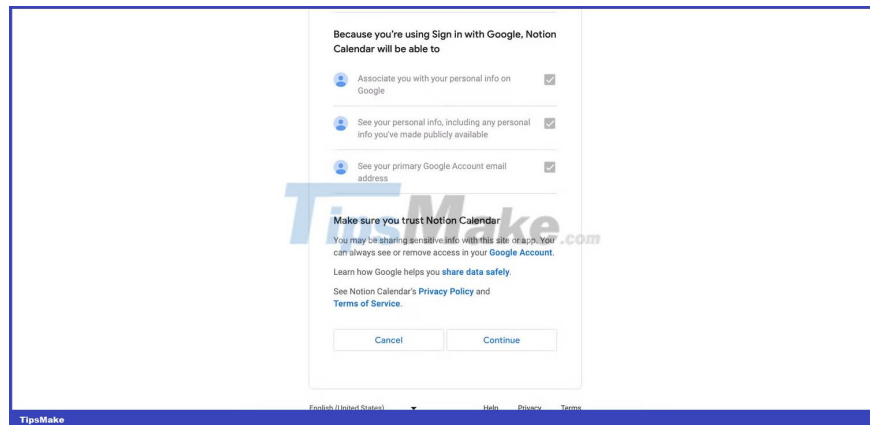 Because you're using Sign in with Google, Notion
Calendar will be able to
Associate you with your personal info on
Google
See your personal info, including any personal
info you've made publicly available
See your primary Google Account email
address
TipsMake.com
Make sure you trust Notion Calendar
You may be sharing sensitive info with this site or app. You
can always see or remove access in your Google Account.
Learn how Google helps you share data safely.
See Notion Calendar's Privacy Policy and
Terms of Service.
Cancel Continue
English (United States) Help Privacy Terms
TipsMake